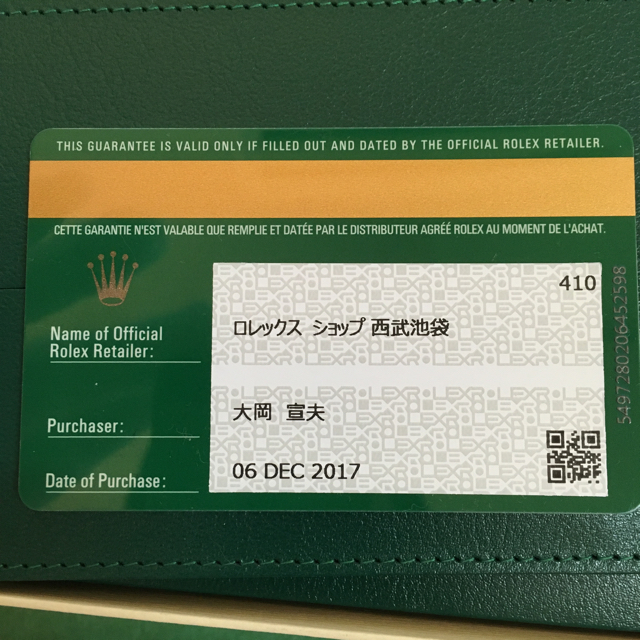 THIS GUARANTEE IS VALID ONLY IF FILLED OUT AND DATED BY THE OFFICIAL ROLEX RETAILER.
CETTE GARANTIE N'EST VALABLE QUE REMPLIE ET DATÉE PAR LE DISTRIBUTEUR AGRÉÉ ROLEX AU MOMENT DE L'ACHAT.
410
Name of Official
Rolex Retailer:
ロレックス ショップ 西武池袋
Purchaser:
大岡 宣夫
Date of Purchase:
06 DEC 2017
5497280206452598